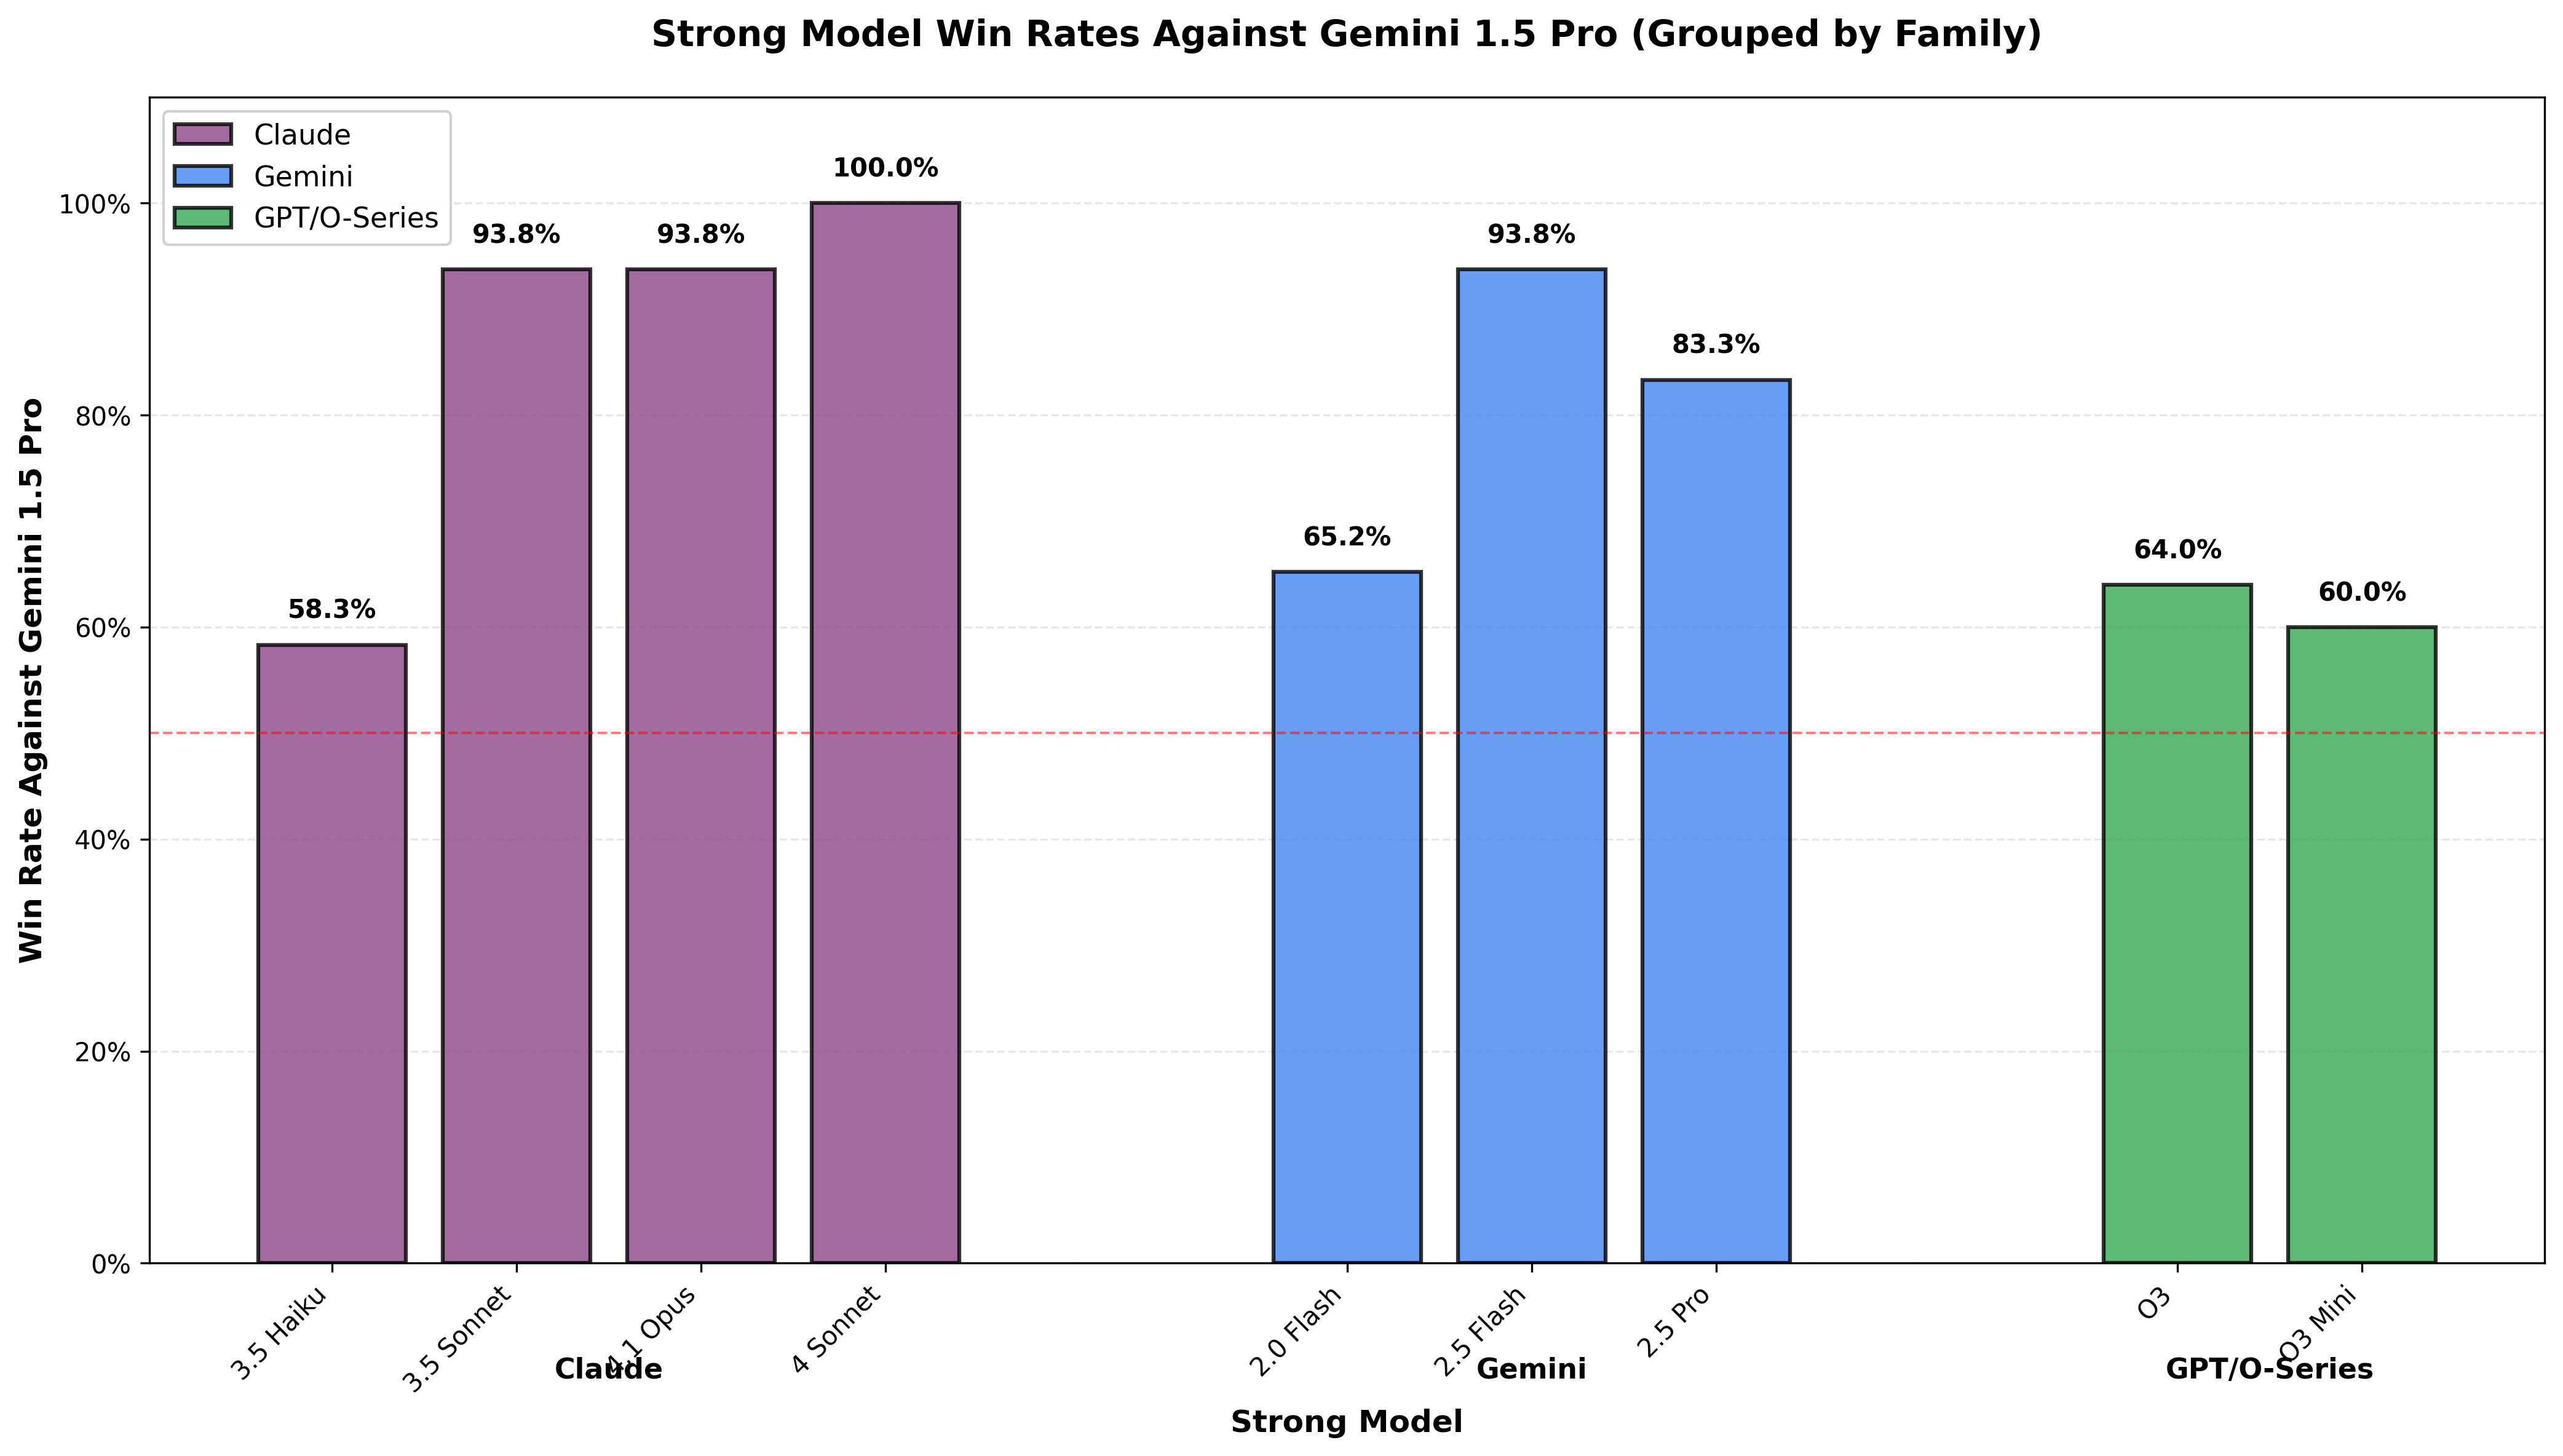 Strong Model Win Rates Against Gemini 1.5 Pro (Grouped by Family)
Claude
Gemini
GPT/O-Series
Win Rate Against Gemini 1.5 Pro
100%
80%
60%
40%
20%
0%
58.3%
93.8%
93.8%
100.0%
65.2%
93.8%
83.3%
64.0%
60.0%
3.5 Haiku
3.5 Sonnet
4.1 Opus
4 Sonnet
2.0 Flash
2.5 Flash
2.5 Pro
O3
O3 Mini
Claude
Gemini
GPT/O-Series
Strong Model